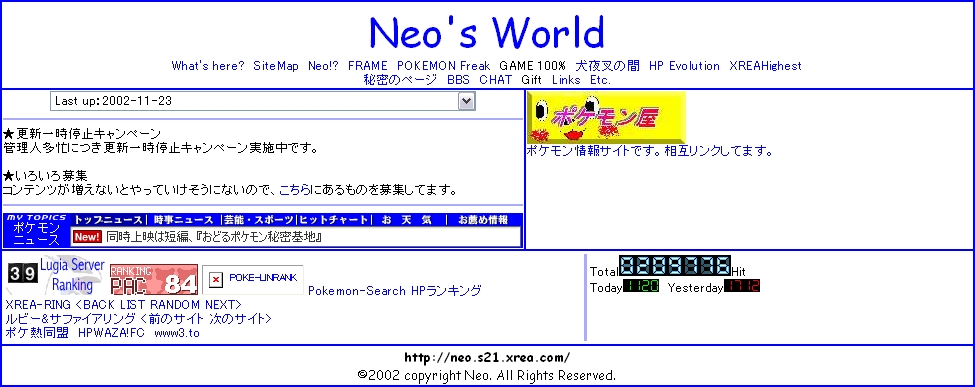 Neo's World
What's here? SiteMap Neo!? FRAME POKEMON Freak GAME 100% 犬夜叉の間 HP Evolution XREAHighest
秘密のページ BBS CHAT Gift Links Etc.
Last up: 2002-11-23
★更新一時停止キャンペーン
管理人多忙につき更新一時停止キャンペーン実施中です。
★いろいろ募集
コンテンツが増えないとやっていけそうにないので、こちらにあるものを募集してます。
MY TOPICS トップニュース 時事ニュース 芸能・スポーツ ヒットチャート お 天 気 お薦め情報
ポケモン
ニュース
New! 同時上映は短編、『おどるポケモン秘密基地』
ポケモン屋
ポケモン情報サイトです。相互リンクしてます。
39 Lugia Server
Ranking
RANKING
PAC 84
POKE-UNRANK
Pokemon-Search HPランキング
XREA-RING <BACK LIST RANDOM NEXT>
ルビー&サファイアリング <前のサイト 次のサイト>
ポケ熱同盟 HPWAZA!FC www3.to
Total Hit
Today 1120 Yesterday 1712
http://neo.s21.xrea.com/
©2002 copyright Neo. All Rights Reserved.